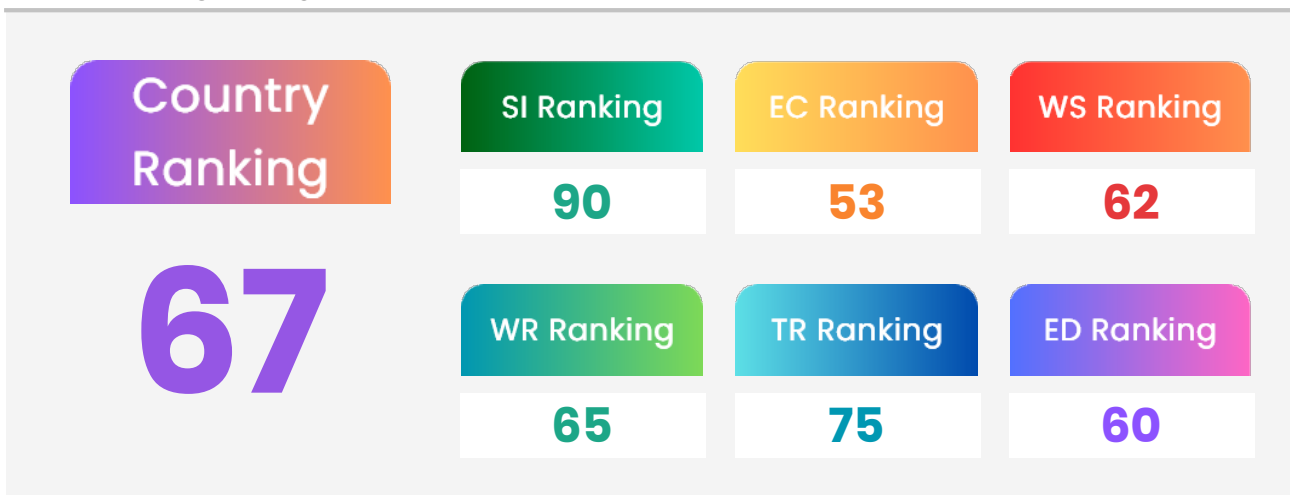 Country
Ranking
67
SI Ranking
90
EC Ranking
53
WS Ranking
62
WR Ranking
65
TR Ranking
75
ED Ranking
60